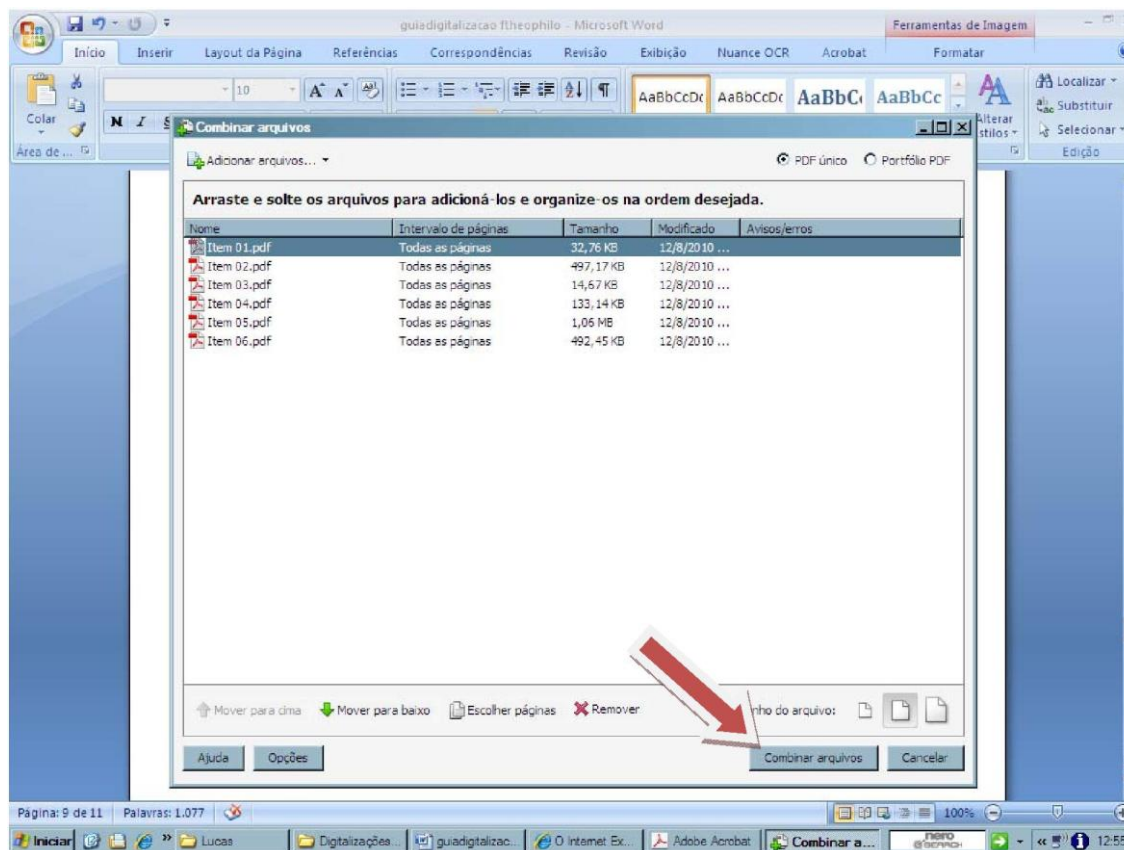 guiadigitalizacao ftheophilo - Microsoft Word
Ferramentas de Imagem
Início Inserir Layout da Página Referências Correspondências Revisão Exibição Nuance OCR Acrobat Formatar
10
AaBbCcDc AaBbCcDc AaBbC AaBbCc
Colar
N I S
Alterar
stilos
Localizar
Substituir
Selecionar
Área de ...
Edição
Combinar arquivos
Adicionar arquivos...
PDF único Portfólio PDF
Arraste e solte os arquivos para adicioná-los e organize-os na ordem desejada.
Nome Intervalo de páginas Tamanho Modificado Avisos/erros
Item 01.pdf Todas as páginas 32,76 KB 12/8/2010 ...
Item 02.pdf Todas as páginas 497,17 KB 12/8/2010 ...
Item 03.pdf Todas as páginas 14,67 KB 12/8/2010 ...
Item 04.pdf Todas as páginas 133,14 KB 12/8/2010 ...
Item 05.pdf Todas as páginas 1,06 MB 12/8/2010 ...
Item 06.pdf Todas as páginas 492,45 KB 12/8/2010 ...
Mover para cima Mover para baixo Escolher páginas Remover nho do arquivo:
Ajuda Opções Combinar arquivos Cancelar
Página: 9 de 11 Palavras: 1.077 100%
Iniciar » Lucas Digitalizações... guiadigitalizac... O Internet Ex... Adobe Acrobat Combinar a... nero SEARCH « 12:55